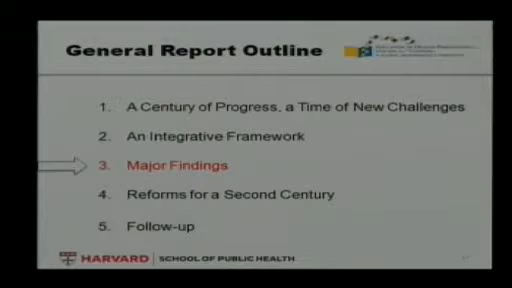 General Report Outline
1. A Century of Progress, a Time of New Challenges
2. An Integrative Framework
3. Major Findings
4. Reforms for a Second Century
5. Follow-up
HARVARD SCHOOL OF PUBLIC HEALTH